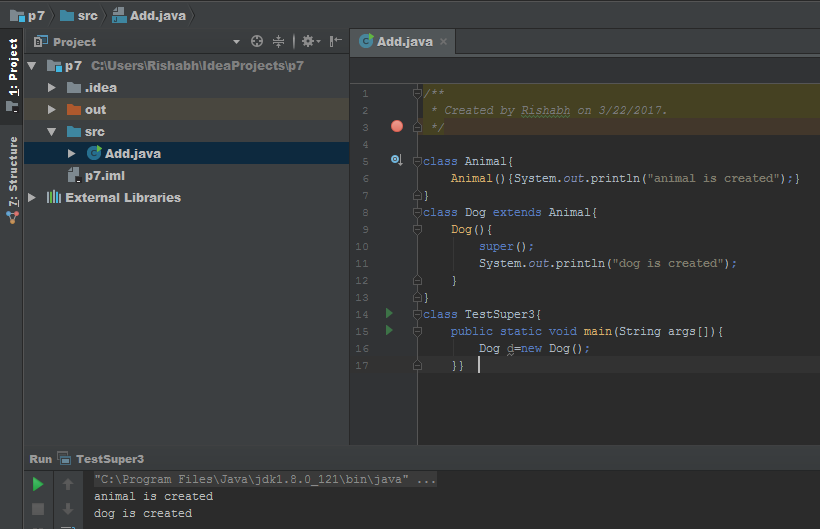 p7 src Add.java
Project
Add.java
p7 C:\Users\Rishabh\IdeaProjects\p7
.idea
out
src
Add.java
p7.iml
External Libraries
1: Project
7: Structure
1 /**
2 * Created by Rishabh on 3/22/2017.
3 */
4
5 class Animal{
6 Animal(){System.out.println("animal is created");}
7 }
8 class Dog extends Animal{
9 Dog(){
10 super();
11 System.out.println("dog is created");
12 }
13 }
14 class TestSuper3{
15 public static void main(String args[]){
16 Dog d=new Dog();
17 }}
Run TestSuper3
"C:\Program Files\Java\jdk1.8.0_121\bin\java" ...
animal is created
dog is created